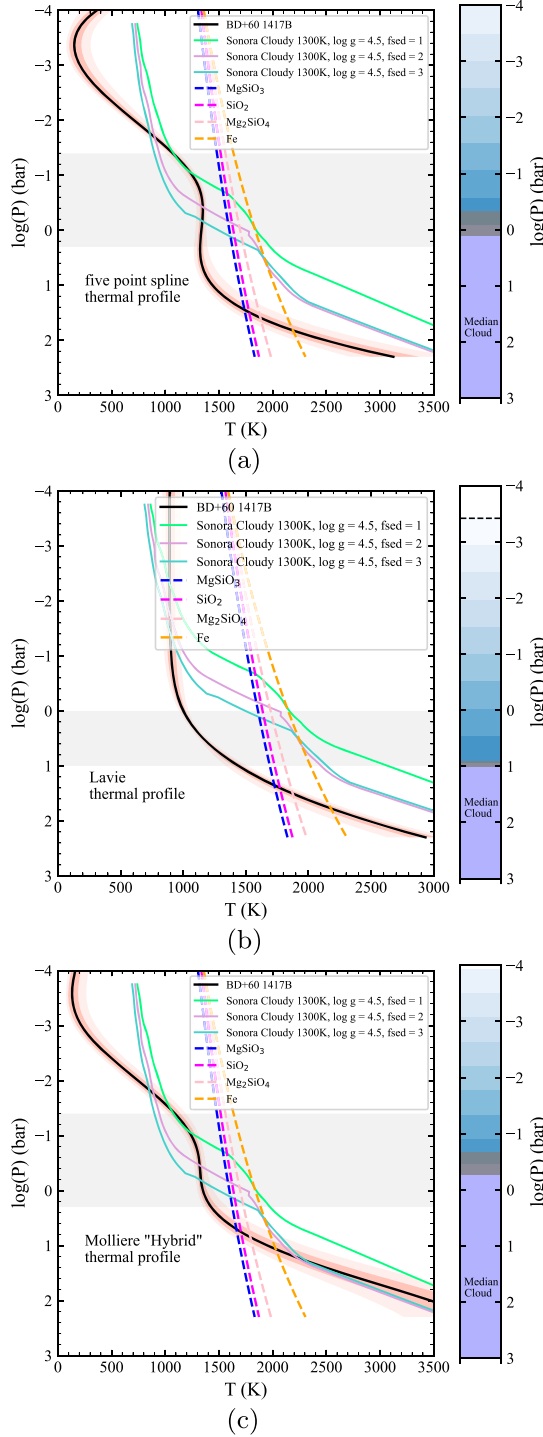 −4
−3
−2
−1
0
1
2
3
log(P) (bar)
BD+60 1417B
Sonora Cloudy 1300K, log g = 4.5, fsed = 1
Sonora Cloudy 1300K, log g = 4.5, fsed = 2
Sonora Cloudy 1300K, log g = 4.5, fsed = 3
MgSiO₃
SiO₂
Mg₂SiO₄
Fe
five point spline
thermal profile
0 500 1000 1500 2000 2500 3000 3500
T (K)
−4
−3
−2
−1
0
1
2
3
log(P) (bar)
Median
Cloud
(a)
−4
−3
−2
−1
0
1
2
3
log(P) (bar)
BD+60 1417B
Sonora Cloudy 1300K, log g = 4.5, fsed = 1
Sonora Cloudy 1300K, log g = 4.5, fsed = 2
Sonora Cloudy 1300K, log g = 4.5, fsed = 3
MgSiO₃
SiO₂
Mg₂SiO₄
Fe
Lavie
thermal profile
0 500 1000 1500 2000 2500 3000
T (K)
−4
−3
−2
−1
0
1
2
3
log(P) (bar)
Median
Cloud
(b)
−4
−3
−2
−1
0
1
2
3
log(P) (bar)
BD+60 1417B
Sonora Cloudy 1300K, log g = 4.5, fsed = 1
Sonora Cloudy 1300K, log g = 4.5, fsed = 2
Sonora Cloudy 1300K, log g = 4.5, fsed = 3
MgSiO₃
SiO₂
Mg₂SiO₄
Fe
Molliere "Hybrid"
thermal profile
0 500 1000 1500 2000 2500 3000 3500
T (K)
−4
−3
−2
−1
0
1
2
3
log(P) (bar)
Median
Cloud
(c)